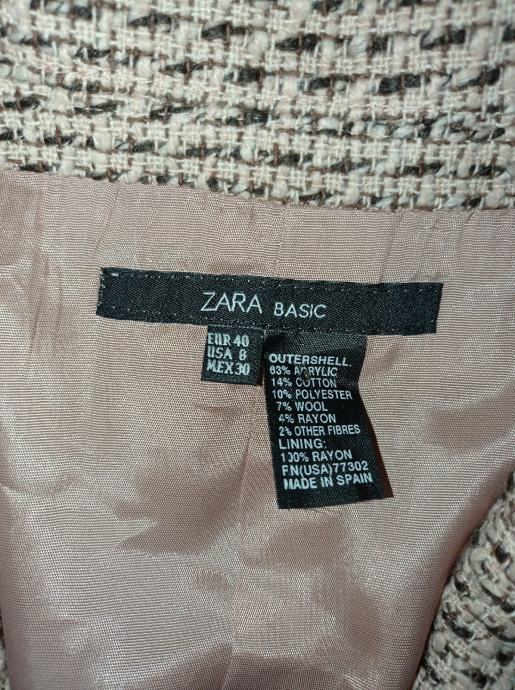 ZARA BASIC
EUR 40
USA 8
MEX 30
OUTERSHELL:
63% ACRYLIC
14% COTTON
10% POLYESTER
7% WOOL
4% RAYON
2% OTHER FIBRES
LINING:
100% RAYON
RN(USA)77302
MADE IN SPAIN